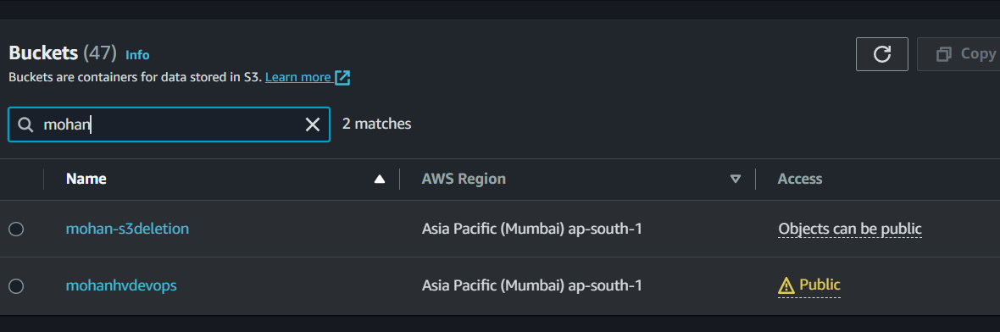 Buckets (47) Info
Buckets are containers for data stored in S3. Learn more
Copy
mohan
2 matches
Name AWS Region Access
mohan-s3deletion Asia Pacific (Mumbai) ap-south-1 Objects can be public
mohanhvdevops Asia Pacific (Mumbai) ap-south-1 Public